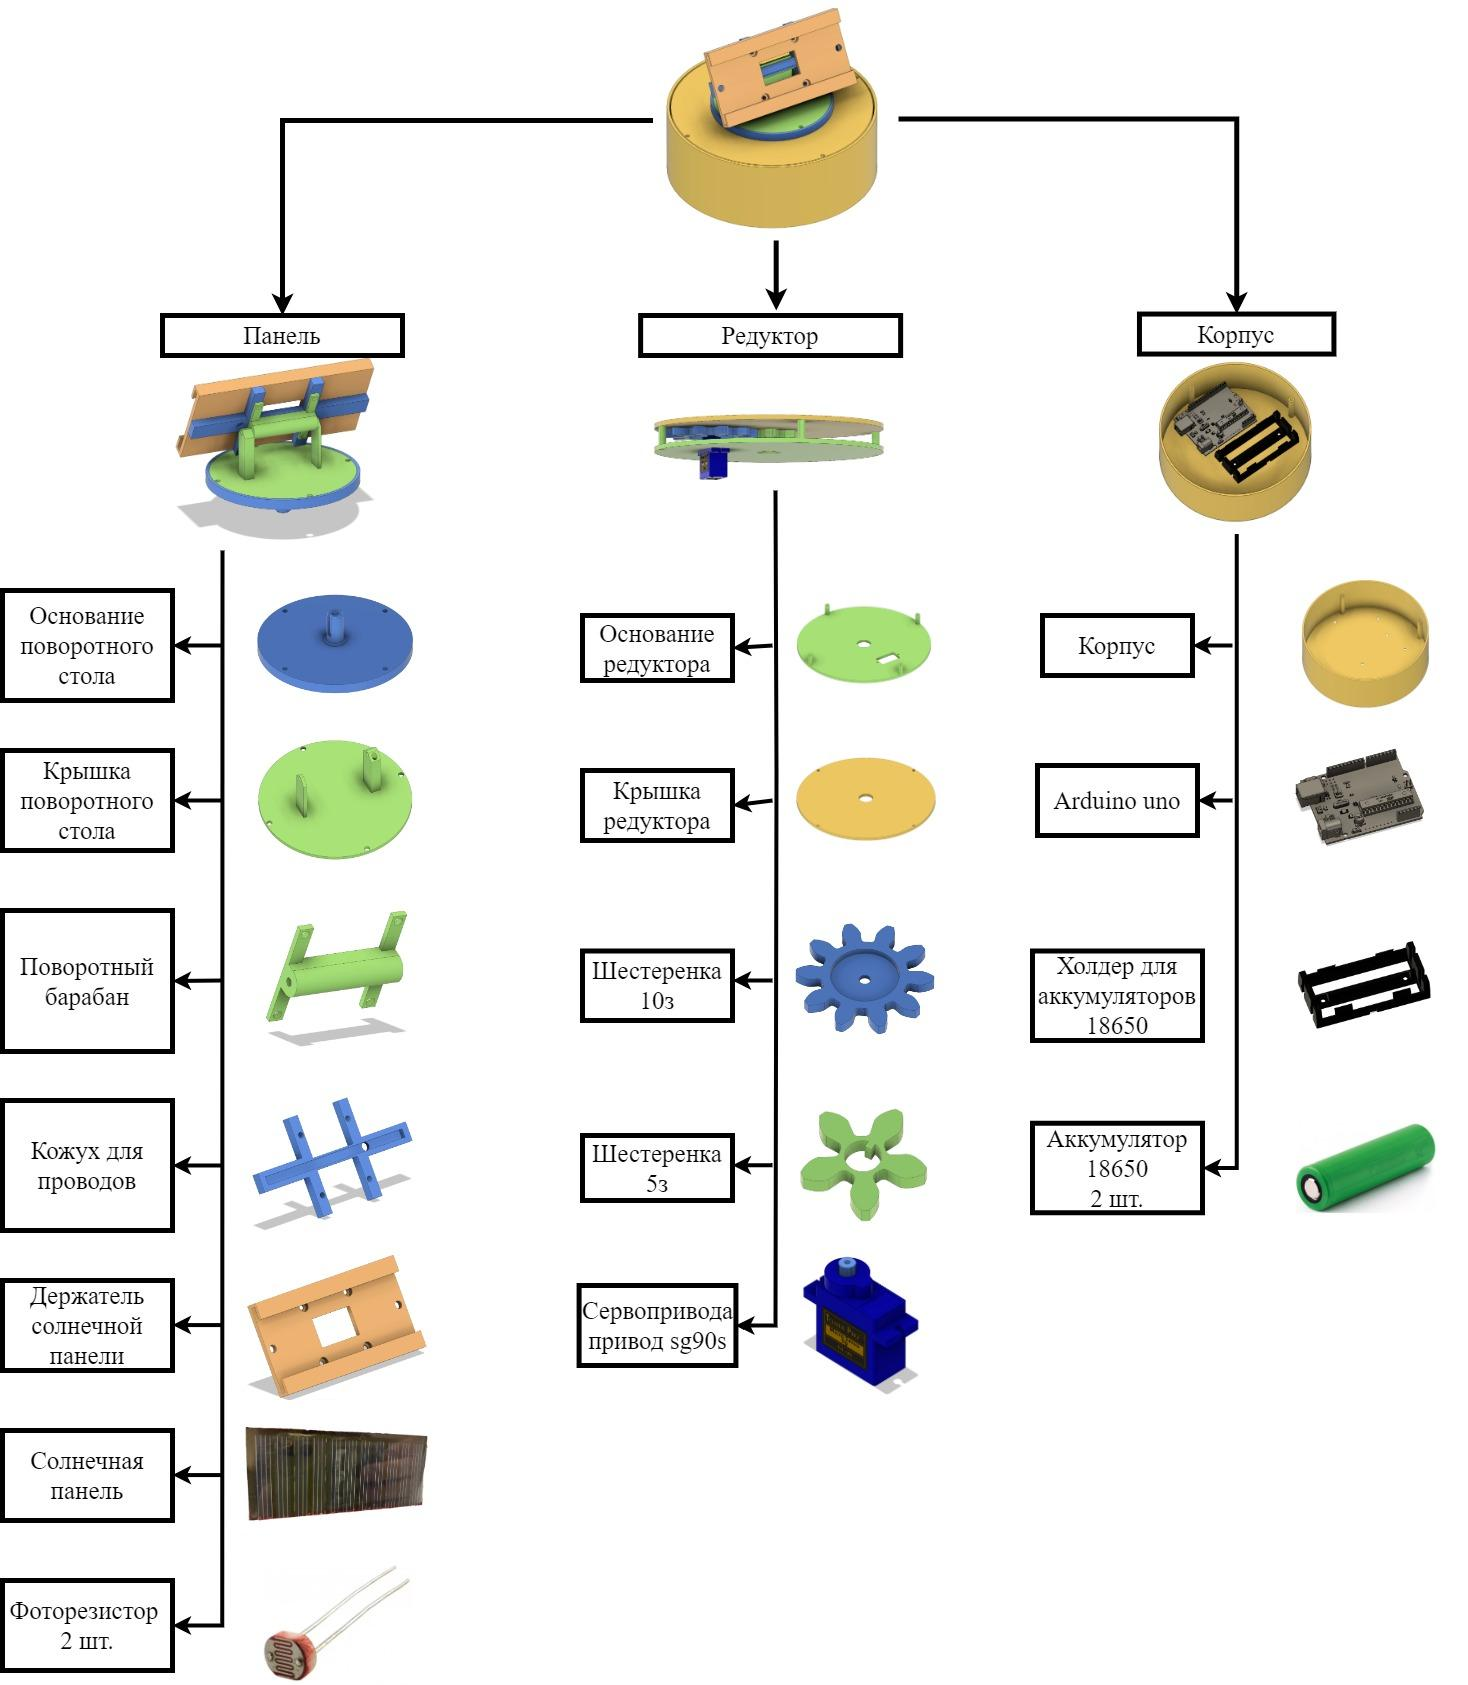 Панель
Редуктор
Корпус
Основание
поворотного
стола
Крышка
поворотного
стола
Поворотный
барабан
Кожух для
проводов
Держатель
солнечной
панели
Солнечная
панель
Фоторезистор
2 шт.
Основание
редуктора
Крышка
редуктора
Шестеренка
10з
Шестеренка
5з
Сервопривода
привод sg90s
Корпус
Arduino uno
Холдер для
аккумуляторов
18650
Аккумулятор
18650
2 шт.